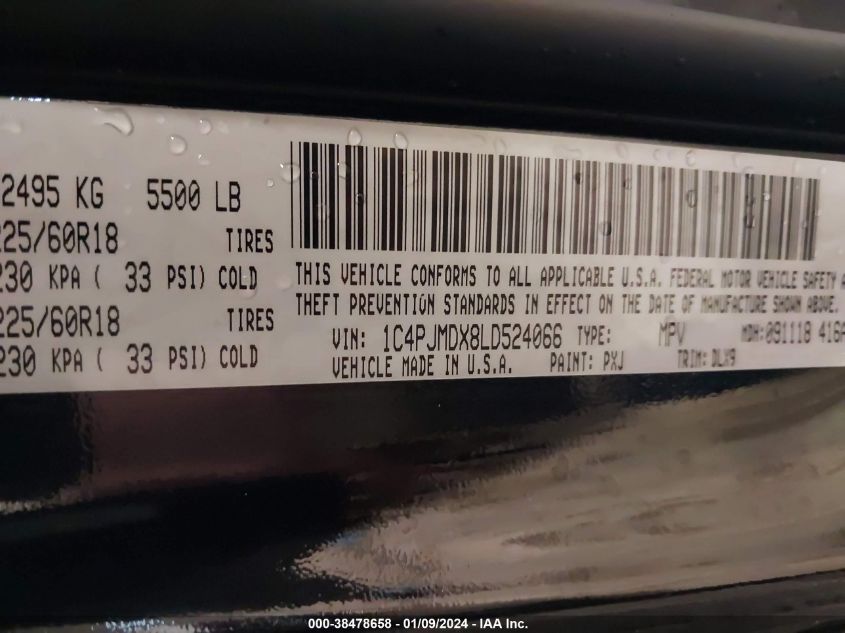 2495 KG 5500 LB
225/60R18 TIRES
230 KPA ( 33 PSI) COLD
225/60R18 TIRES
230 KPA ( 33 PSI) COLD
THIS VEHICLE CONFORMS TO ALL APPLICABLE U.S.A. FEDERAL MOTOR VEHICLE SAFETY
THEFT PREVENTION STANDARDS IN EFFECT ON THE DATE OF MANUFACTURE SHOWN ABOVE.
VIN: 1C4PJMDX8LD524066 TYPE: MPV MDH:091118 416A
VEHICLE MADE IN U.S.A. PAINT: PXJ TRIM: DLX9
000-38478658 - 01/09/2024 - IAA Inc.